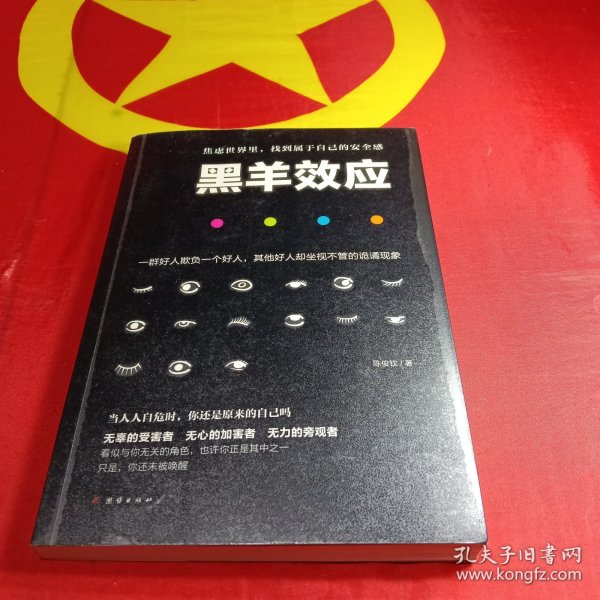 焦虑世界里，找到属于自己的安全感
黑羊效应
一群好人欺负一个好人，其他好人却坐视不管的诡谲现象
陈俊钦／著
当人人自危时，你还是原来的自己吗
无辜的受害者 无心的加害者 无力的旁观者
看似与你无关的角色，也许你正是其中之一
只是，你还未被唤醒
团结出版社
孔夫子旧书网
www.kongfz.com